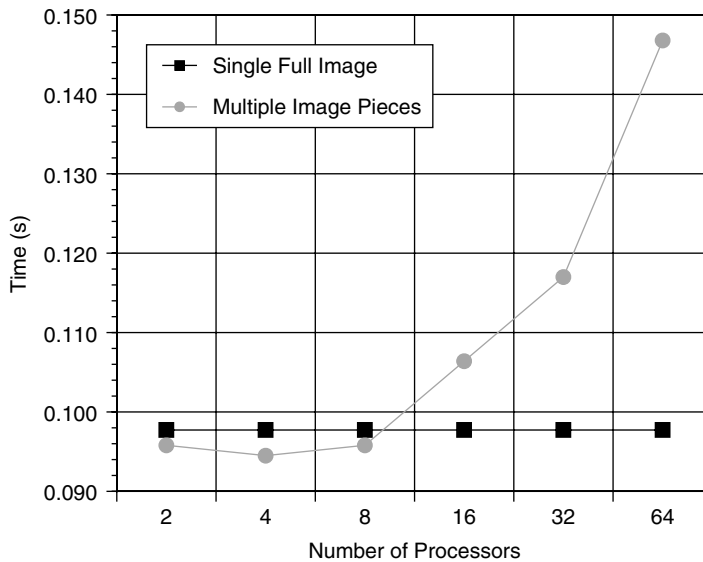 0.150
0.140
0.130
0.120
0.110
0.100
0.090
Time (s)
Single Full Image
Multiple Image Pieces
2 4 8 16 32 64
Number of Processors